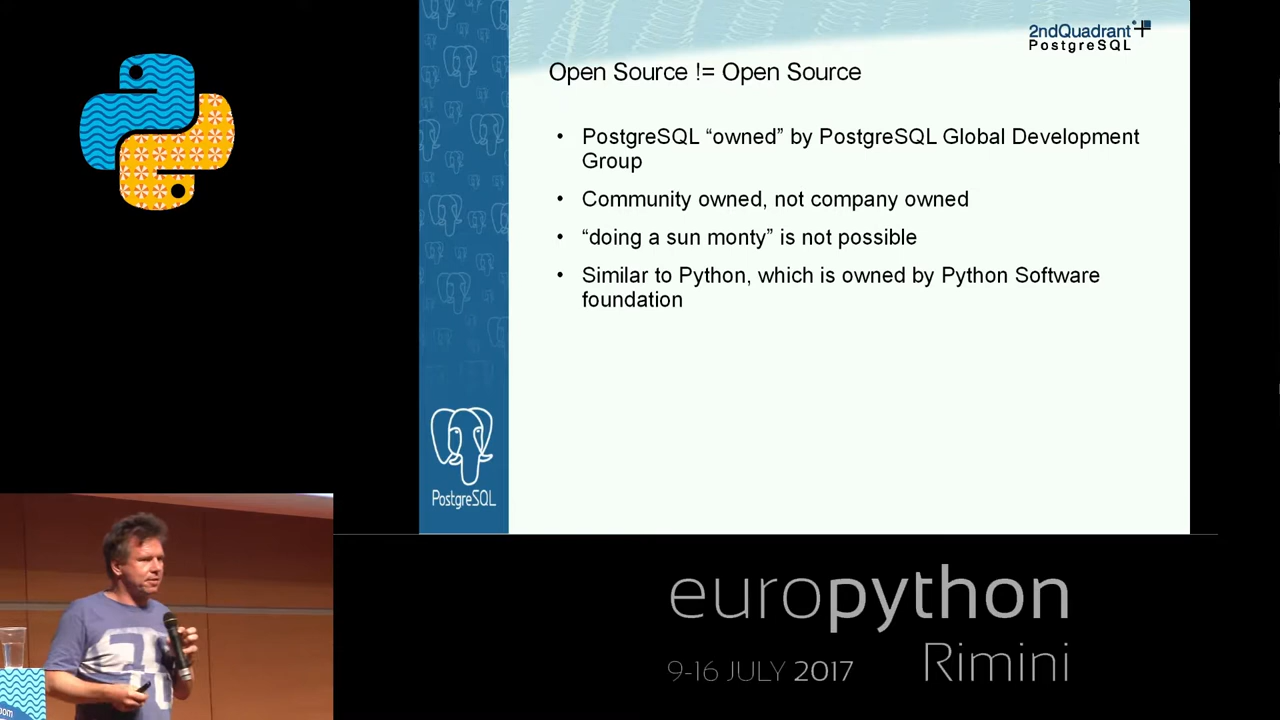 2ndQuadrant
PostgreSQL
Open Source != Open Source
• PostgreSQL “owned” by PostgreSQL Global Development
Group
• Community owned, not company owned
• “doing a sun monty” is not possible
• Similar to Python, which is owned by Python Software
foundation
PostgreSQL
europython
9-16 JULY 2017
Rimini